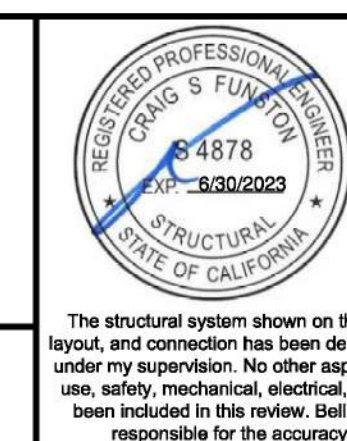 REGISTERED PROFESSIONAL ENGINEER
CRAIG S FUNSTON
S 4878
EXP. 6/30/2023
STRUCTURAL
STATE OF CALIFORNIA
The structural system shown on th
layout, and connection has been de
under my supervision. No other asp
use, safety, mechanical, electrical,
been included in this review. Bell
responsible for the accuracy